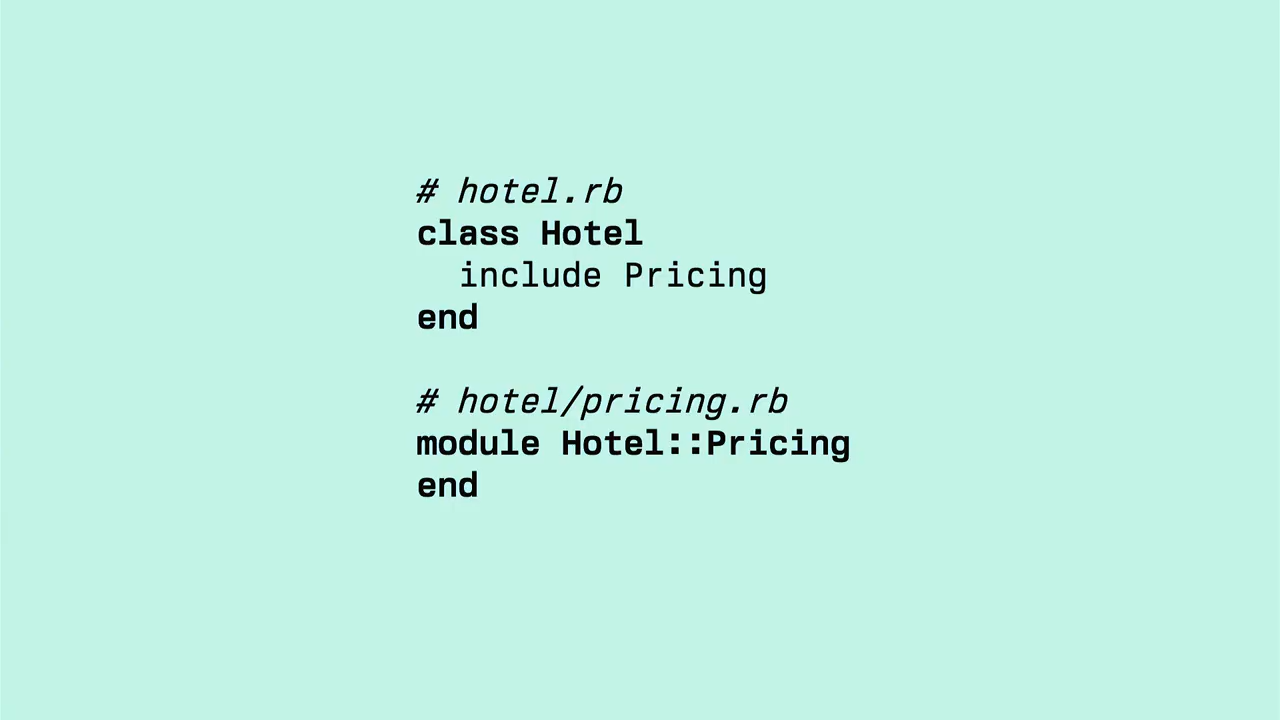 # hotel.rb
class Hotel
  include Pricing
end

# hotel/pricing.rb
module Hotel::Pricing
end